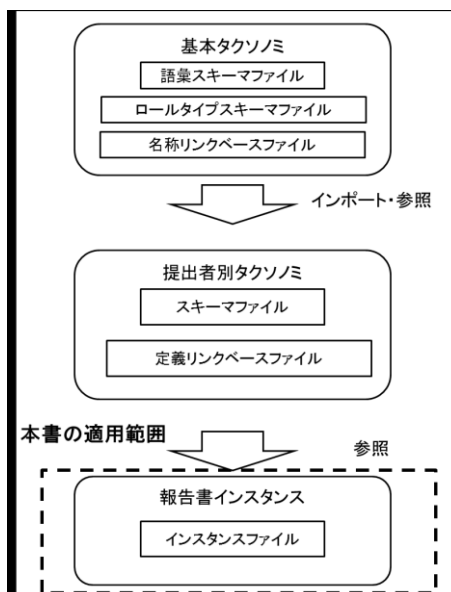 基本タクソノミ
語彙スキーマファイル
ロールタイプスキーマファイル
名称リンクベースファイル
インポート・参照
提出者別タクソノミ
スキーマファイル
定義リンクベースファイル
本書の適用範囲
参照
報告書インスタンス
インスタンスファイル